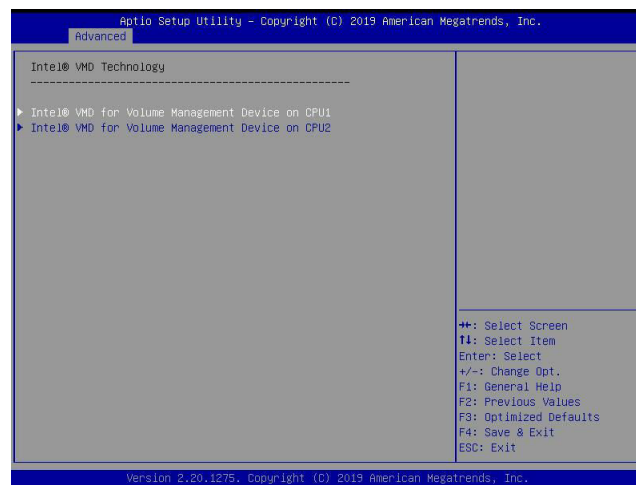 Aptio Setup Utility – Copyright (C) 2019 American Megatrends, Inc.
Advanced
Intel® VMD Technology
--------------------------------------------------
Intel® VMD for Volume Management Device on CPU1
Intel® VMD for Volume Management Device on CPU2
→←: Select Screen
↑↓: Select Item
Enter: Select
+/-: Change Opt.
F1: General Help
F2: Previous Values
F3: Optimized Defaults
F4: Save & Exit
ESC: Exit
Version 2.20.1275. Copyright (C) 2019 American Megatrends, Inc.